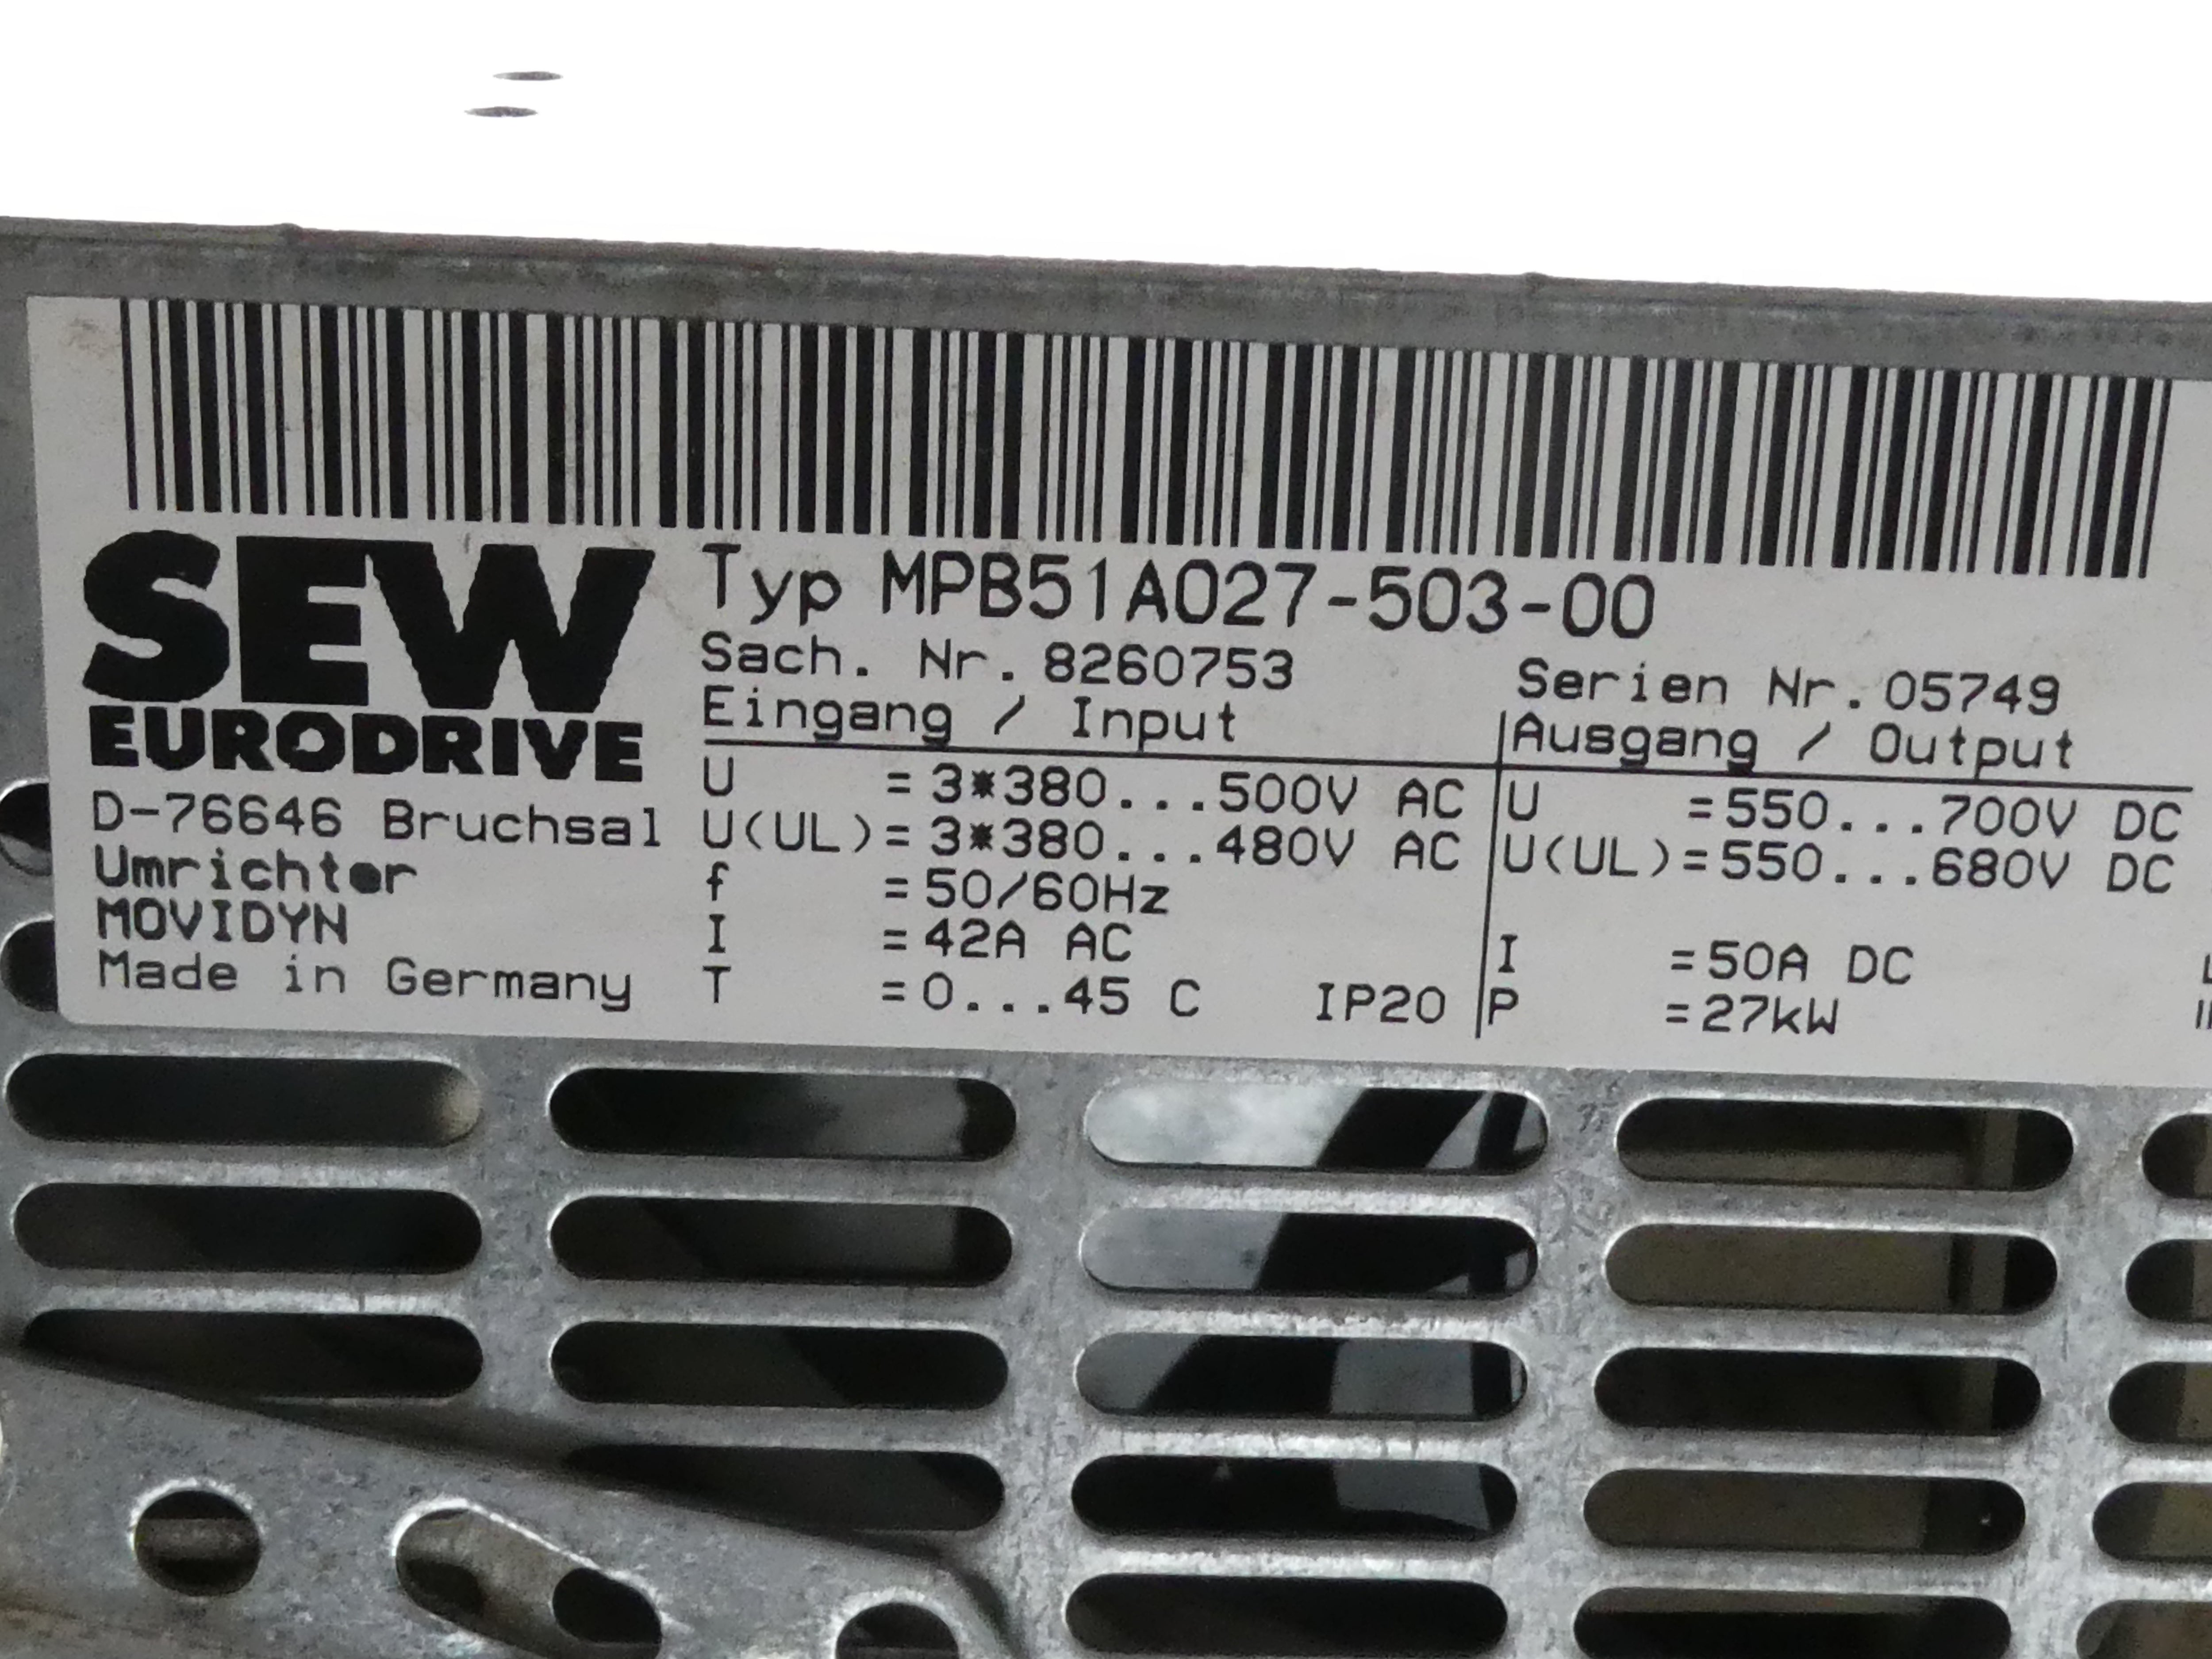 SEW
EURODRIVE
D-76646 Bruchsal
Umrichter
MOVIDYN
Made in Germany
Typ MPB51A027-503-00
Sach. Nr. 8260753 Serien Nr. 05749
Eingang / Input
U = 3*380...500V AC
U(UL)= 3*380...480V AC
f = 50/60Hz
I = 42A AC
T = 0...45 C IP20
Ausgang / Output
U =550...700V DC
U(UL)=550...680V DC
I =50A DC
P =27kW